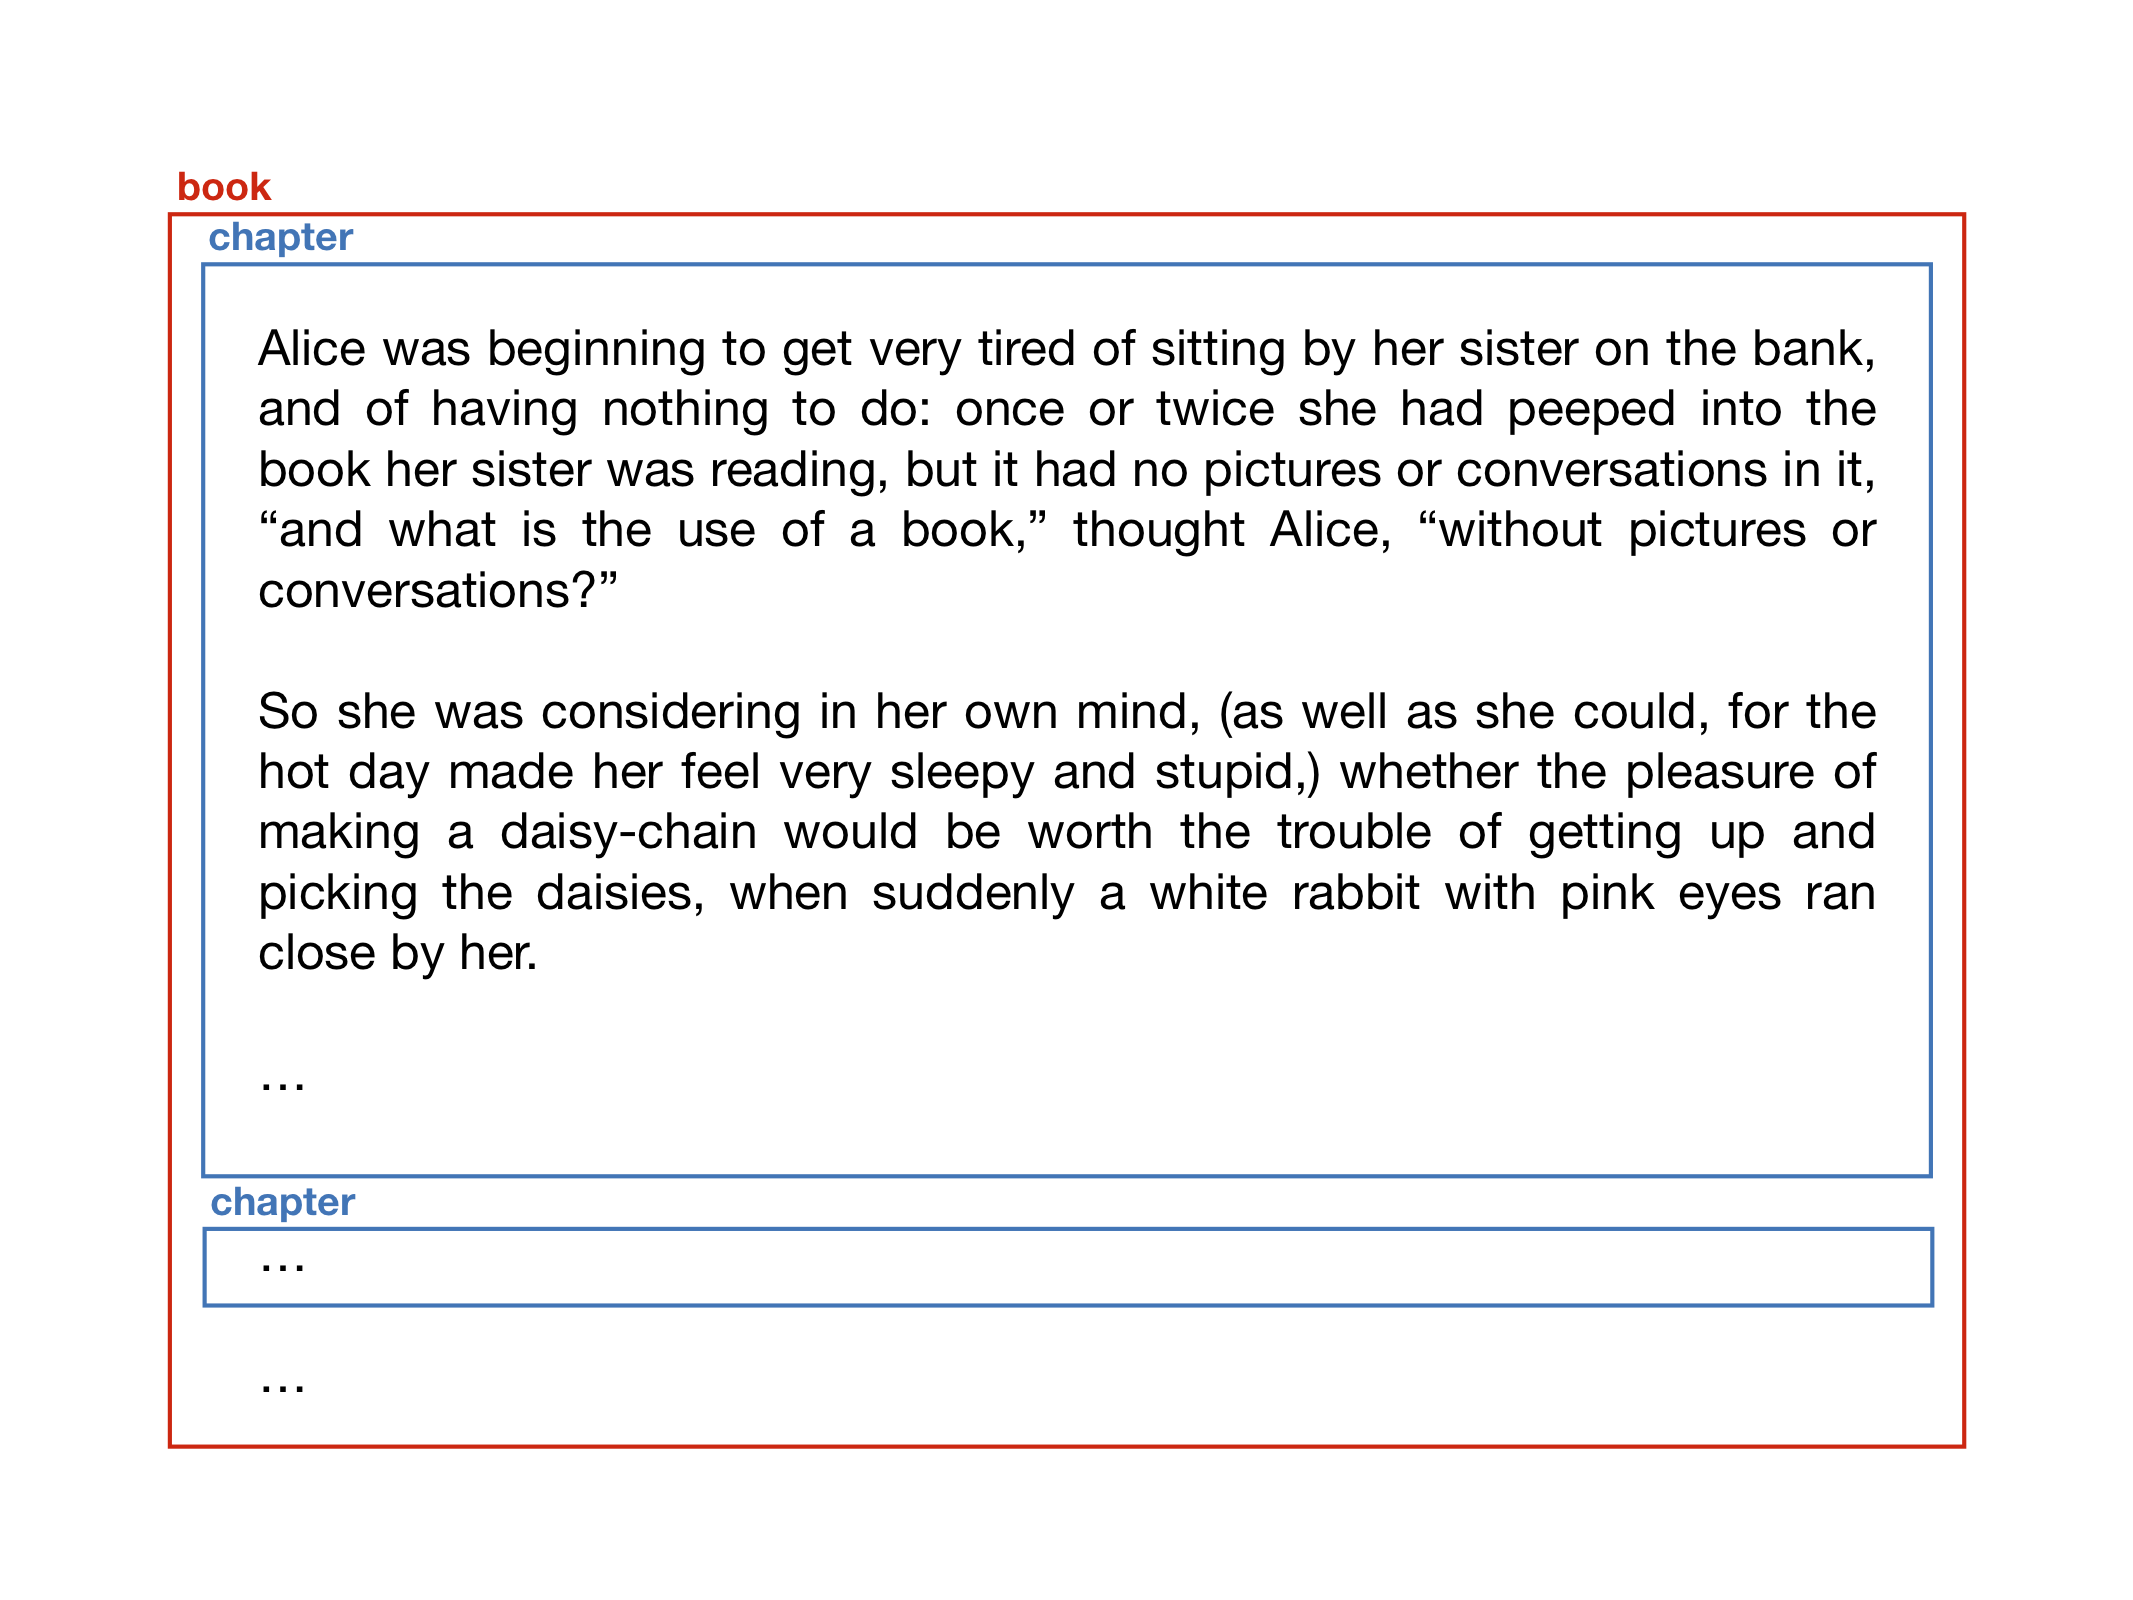 book
chapter
Alice was beginning to get very tired of sitting by her sister on the bank,
and of having nothing to do: once or twice she had peeped into the
book her sister was reading, but it had no pictures or conversations in it,
“and what is the use of a book,” thought Alice, “without pictures or
conversations?”
So she was considering in her own mind, (as well as she could, for the
hot day made her feel very sleepy and stupid,) whether the pleasure of
making a daisy-chain would be worth the trouble of getting up and
picking the daisies, when suddenly a white rabbit with pink eyes ran
close by her.
…
chapter
…
…